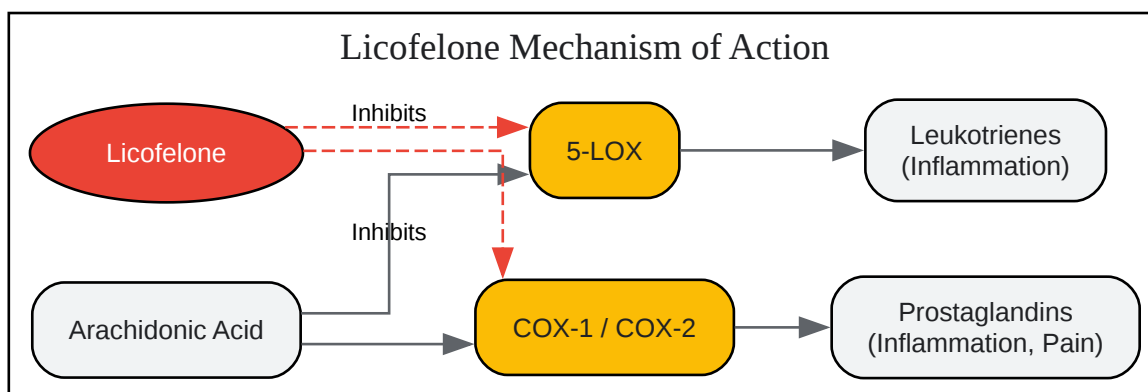 Licofelone Mechanism of Action
Inhibits
Licofelone
5-LOX
Leukotrienes
(Inflammation)
Inhibits
Arachidonic Acid
COX-1 / COX-2
Prostaglandins
(Inflammation, Pain)